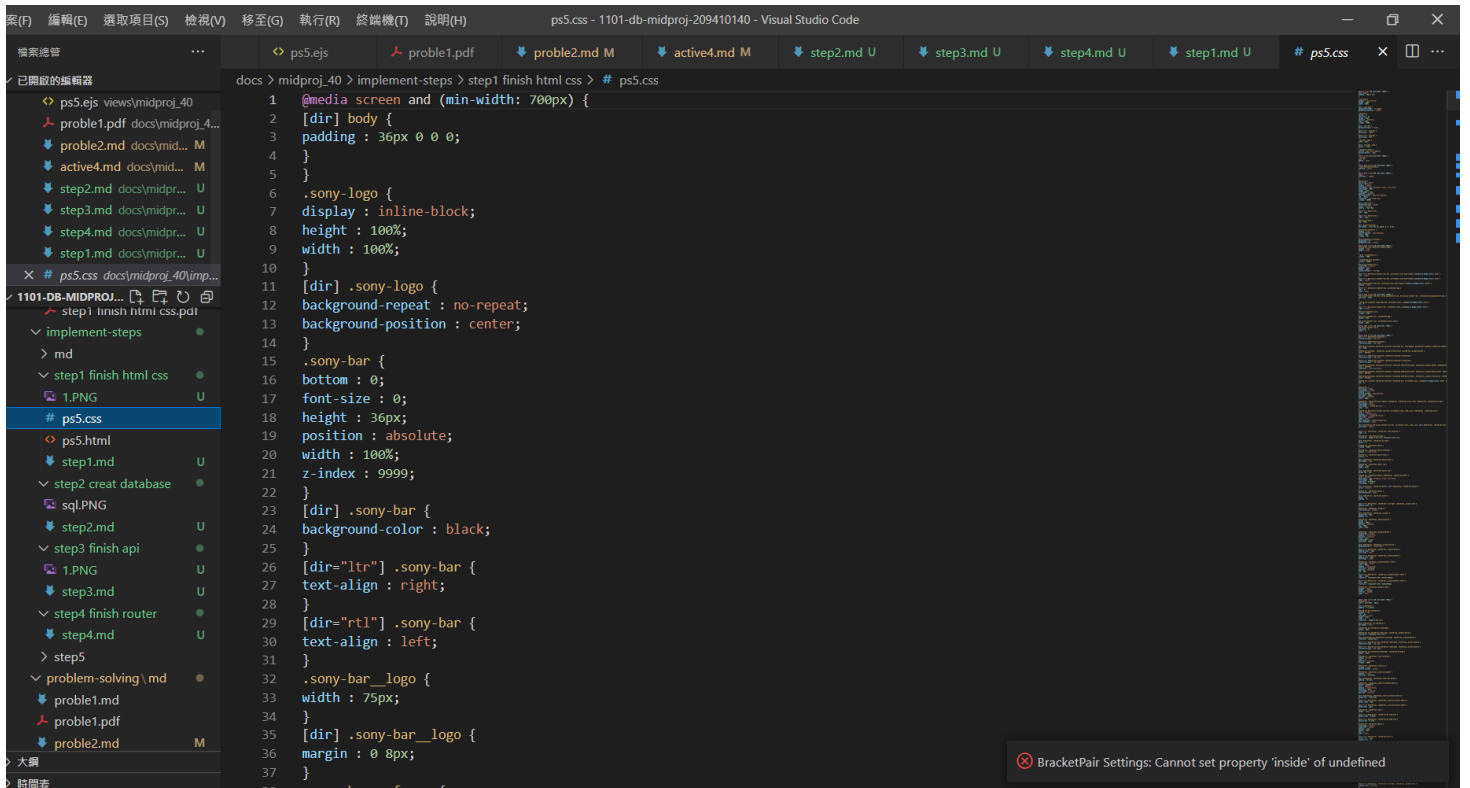 案(F) 編輯(E) 選取項目(S) 檢視(V) 移至(G) 執行(R) 終端機(T) 說明(H) ps5.css - 1101-db-midproj-209410140 - Visual Studio Code
檔案總管 ps5.ejs proble1.pdf proble2.md M active4.md M step2.md U step3.md U step4.md U step1.md U # ps5.css
已開啟的編輯器
ps5.ejs views\midproj_40
proble1.pdf docs\midproj_4...
proble2.md docs\mid... M
active4.md docs\mid... M
step2.md docs\midpr... U
step3.md docs\midpr... U
step4.md docs\midpr... U
step1.md docs\midpr... U
# ps5.css docs\midproj_40\imp...
1101-DB-MIDPROJ...
step1 finish html css.pdf
implement-steps
md
step1 finish html css
1.PNG U
# ps5.css
ps5.html
step1.md U
step2 creat database
sql.PNG
step2.md U
step3 finish api
1.PNG U
step3.md U
step4 finish router
step4.md U
step5
problem-solving\md
proble1.md
proble1.pdf
proble2.md M
大綱
時間表
docs > midproj_40 > implement-steps > step1 finish html css > # ps5.css
1 @media screen and (min-width: 700px) {
2 [dir] body {
3 padding : 36px 0 0 0;
4 }
5 }
6 .sony-logo {
7 display : inline-block;
8 height : 100%;
9 width : 100%;
10 }
11 [dir] .sony-logo {
12 background-repeat : no-repeat;
13 background-position : center;
14 }
15 .sony-bar {
16 bottom : 0;
17 font-size : 0;
18 height : 36px;
19 position : absolute;
20 width : 100%;
21 z-index : 9999;
22 }
23 [dir] .sony-bar {
24 background-color : black;
25 }
26 [dir="ltr"] .sony-bar {
27 text-align : right;
28 }
29 [dir="rtl"] .sony-bar {
30 text-align : left;
31 }
32 .sony-bar__logo {
33 width : 75px;
34 }
35 [dir] .sony-bar__logo {
36 margin : 0 8px;
37 }
BracketPair Settings: Cannot set property 'inside' of undefined